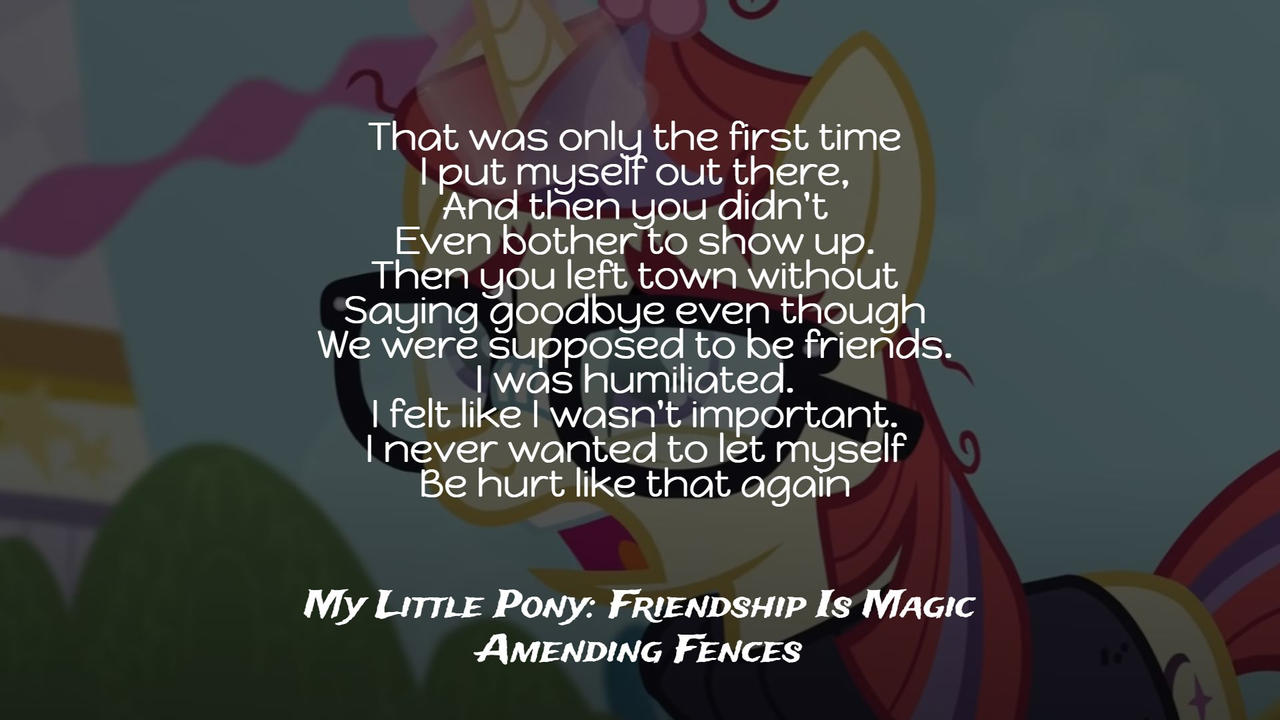 That was only the first time
I put myself out there,
And then you didn't
Even bother to show up.
Then you left town without
Saying goodbye even though
We were supposed to be friends.
I was humiliated.
I felt like I wasn't important.
I never wanted to let myself
Be hurt like that again
My Little Pony: Friendship Is Magic
Amending Fences